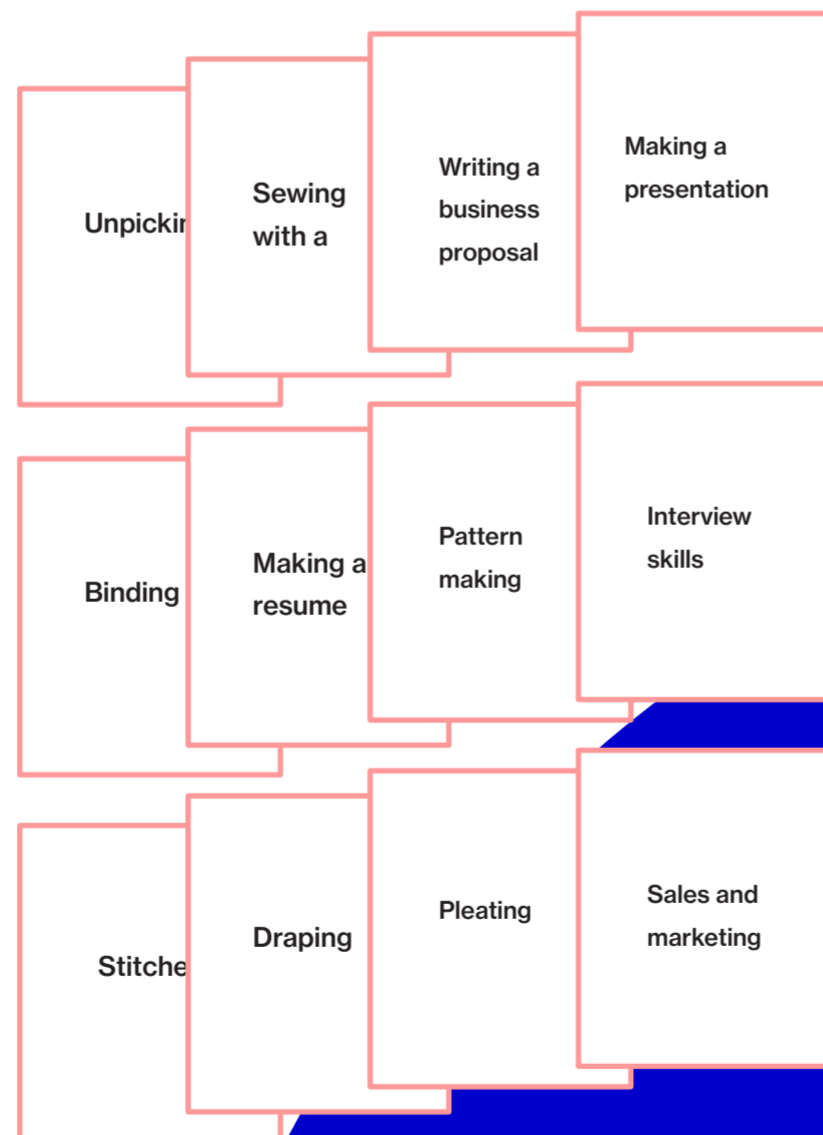 Sewing
with a
Writing a
business
proposal
Making a
presentation
Binding
Making a
resume
Pattern
making
Interview
skills
Draping
Pleating
Sales and
marketing